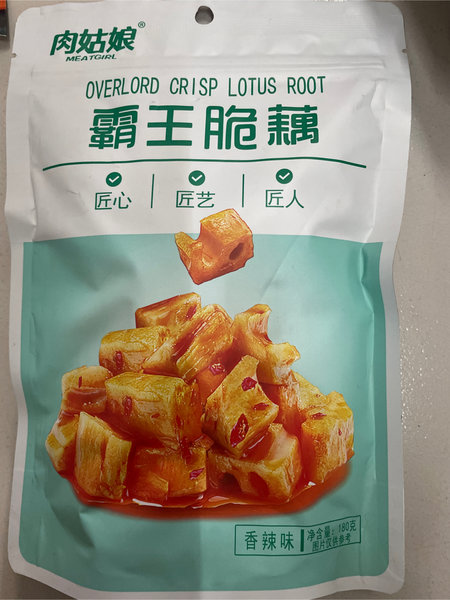 肉姑娘®
MEATGIRL
OVERLORD CRISP LOTUS ROOT
霸王脆藕
匠心 匠艺 匠人
香辣味
净含量：180克
图片仅供参考